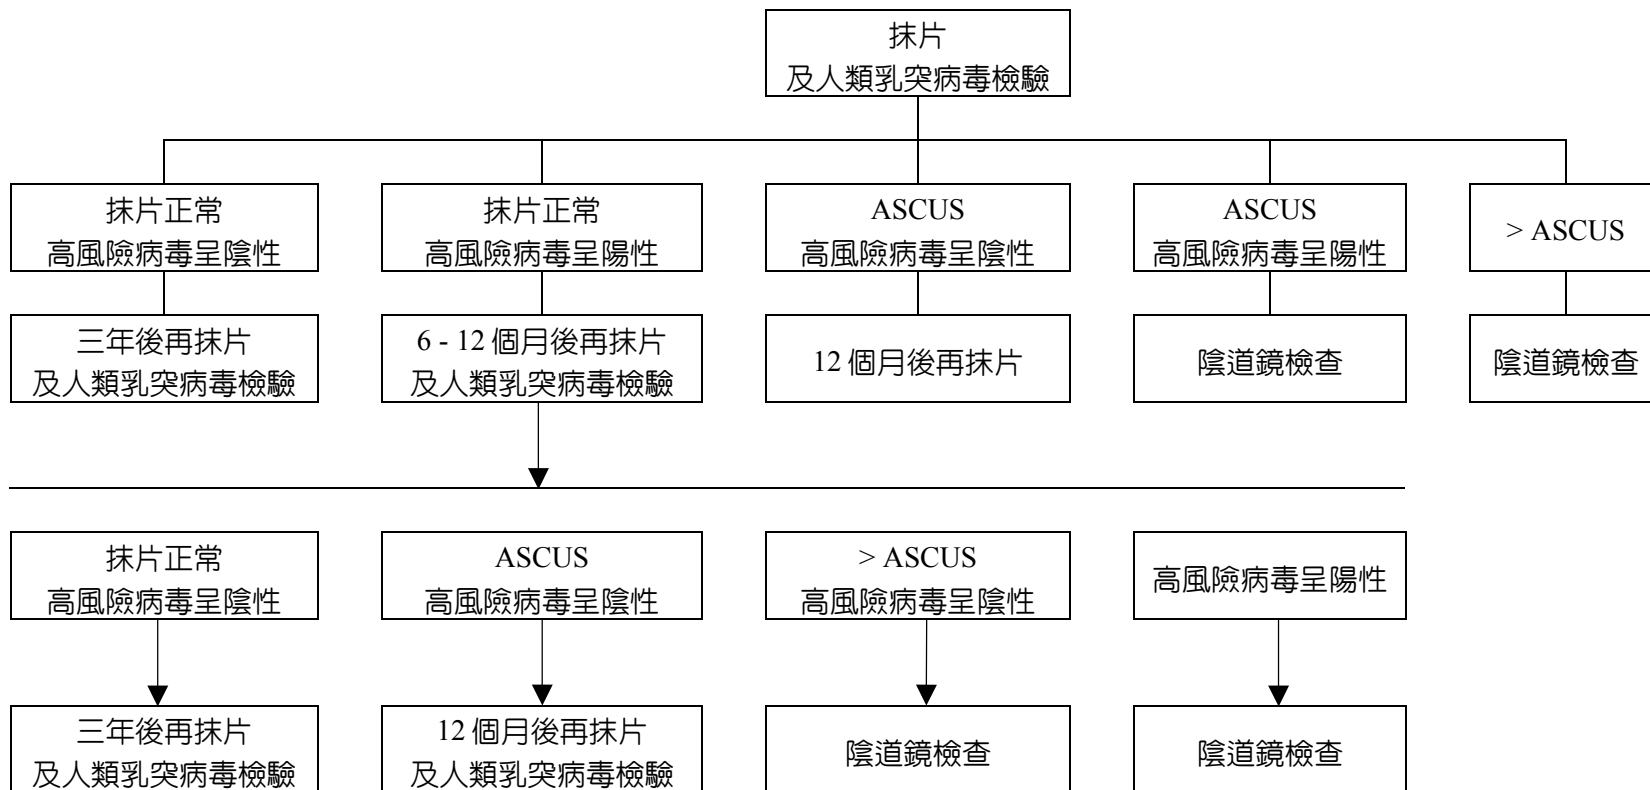 抹片
及人類乳突病毒檢驗
抹片正常
高風險病毒呈陰性
抹片正常
高風險病毒呈陽性
ASCUS
高風險病毒呈陰性
ASCUS
高風險病毒呈陽性
> ASCUS
三年後再抹片
及人類乳突病毒檢驗
6 - 12 個月後再抹片
及人類乳突病毒檢驗
12 個月後再抹片
陰道鏡檢查
陰道鏡檢查
抹片正常
高風險病毒呈陰性
ASCUS
高風險病毒呈陰性
> ASCUS
高風險病毒呈陰性
高風險病毒呈陽性
三年後再抹片
及人類乳突病毒檢驗
12 個月後再抹片
及人類乳突病毒檢驗
陰道鏡檢查
陰道鏡檢查